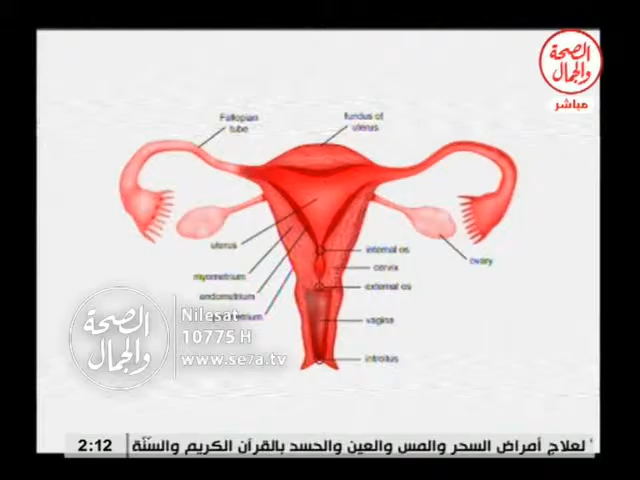 الصحة
والجمال
مباشر
Fallopian
tube
fundus of
uterus
uterus
internal os
cervix
ovary
myometrium
external os
endometrium
vagina
introitus
الصحة
والجمال
Nilesat
10775 H
www.se7a.tv
2:12
لعلاج أمراض السحر والمس والعين والحسد بالقرآن الكريم والسنّة